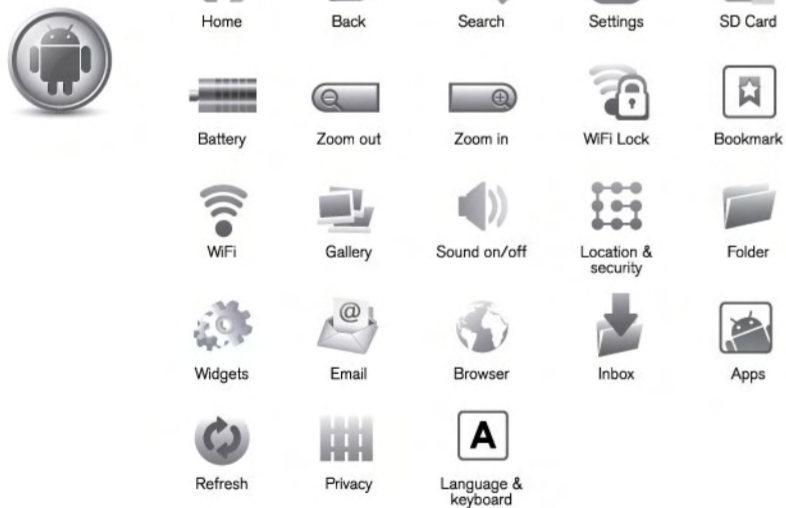 Home Back Search Settings SD Card
Battery Zoom out Zoom in WiFi Lock Bookmark
WiFi Gallery Sound on/off Location & Folder
security
@
Widgets Email Browser Inbox Apps
A
Refresh Privacy Language &
keyboard